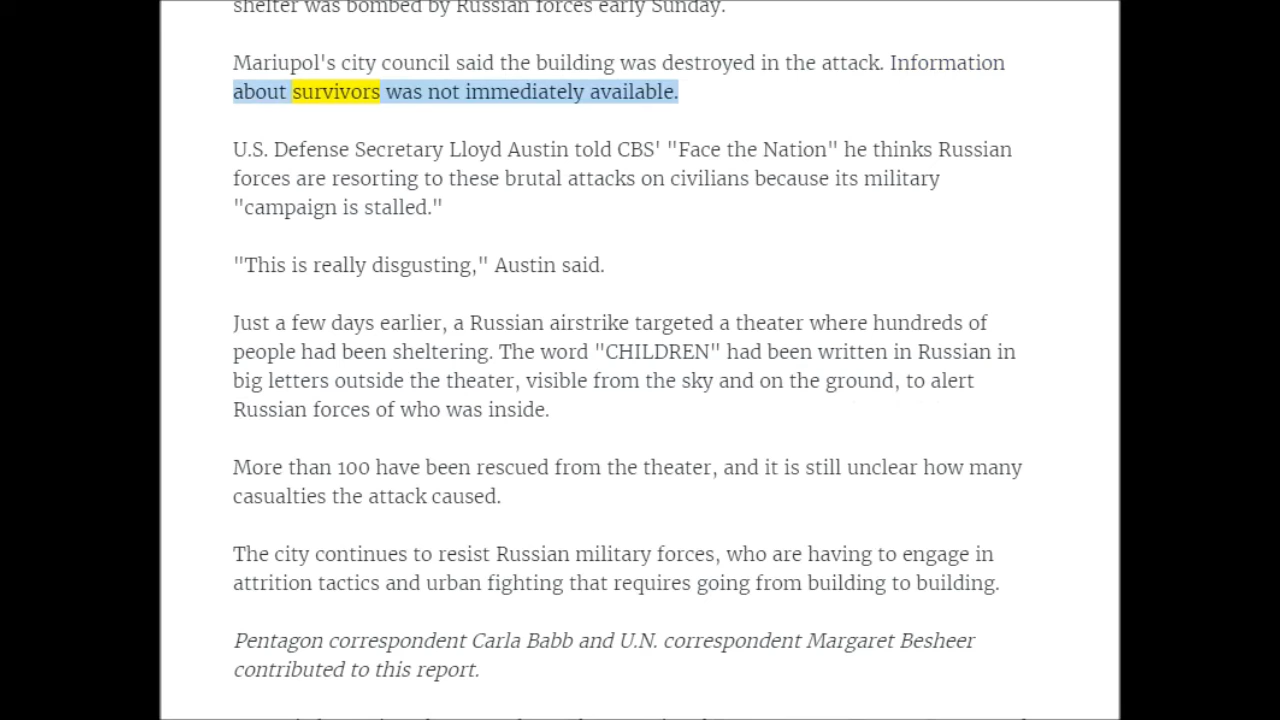 shelter was bombed by Russian forces early Sunday.
Mariupol's city council said the building was destroyed in the attack. Information
about survivors was not immediately available.
U.S. Defense Secretary Lloyd Austin told CBS' "Face the Nation" he thinks Russian
forces are resorting to these brutal attacks on civilians because its military
"campaign is stalled."
"This is really disgusting," Austin said.
Just a few days earlier, a Russian airstrike targeted a theater where hundreds of
people had been sheltering. The word "CHILDREN" had been written in Russian in
big letters outside the theater, visible from the sky and on the ground, to alert
Russian forces of who was inside.
More than 100 have been rescued from the theater, and it is still unclear how many
casualties the attack caused.
The city continues to resist Russian military forces, who are having to engage in
attrition tactics and urban fighting that requires going from building to building.
Pentagon correspondent Carla Babb and U.N. correspondent Margaret Besheer
contributed to this report.